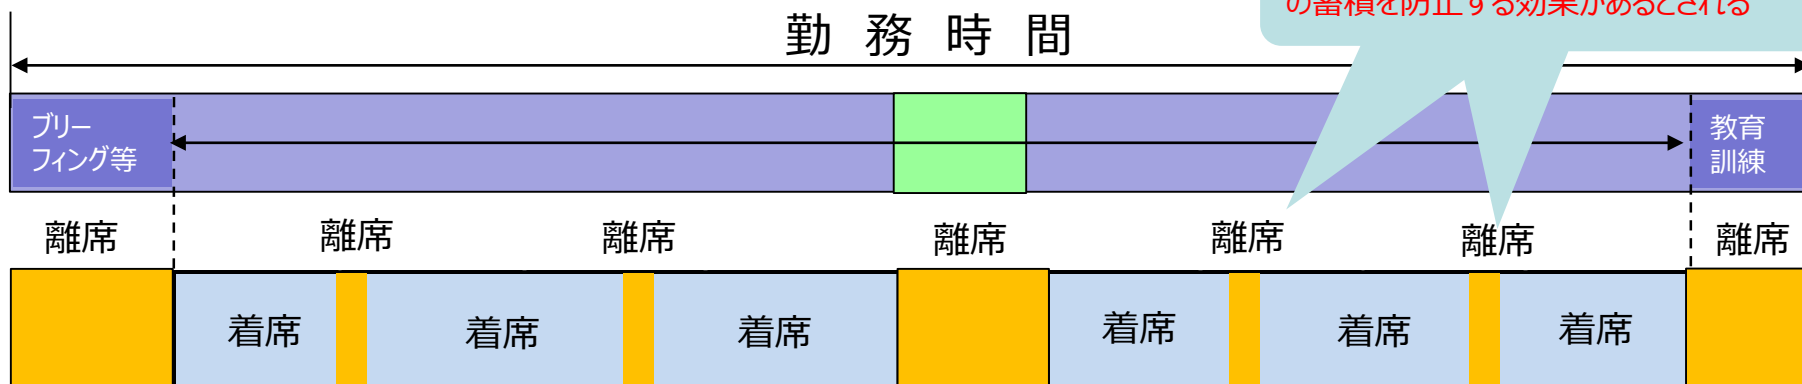 の蓄積を防止する効果があるとされる
勤務時間
ブリー
フィング等
教育
訓練
離席 離席 離席 離席 離席 離席 離席
着席 着席 着席 着席 着席 着席